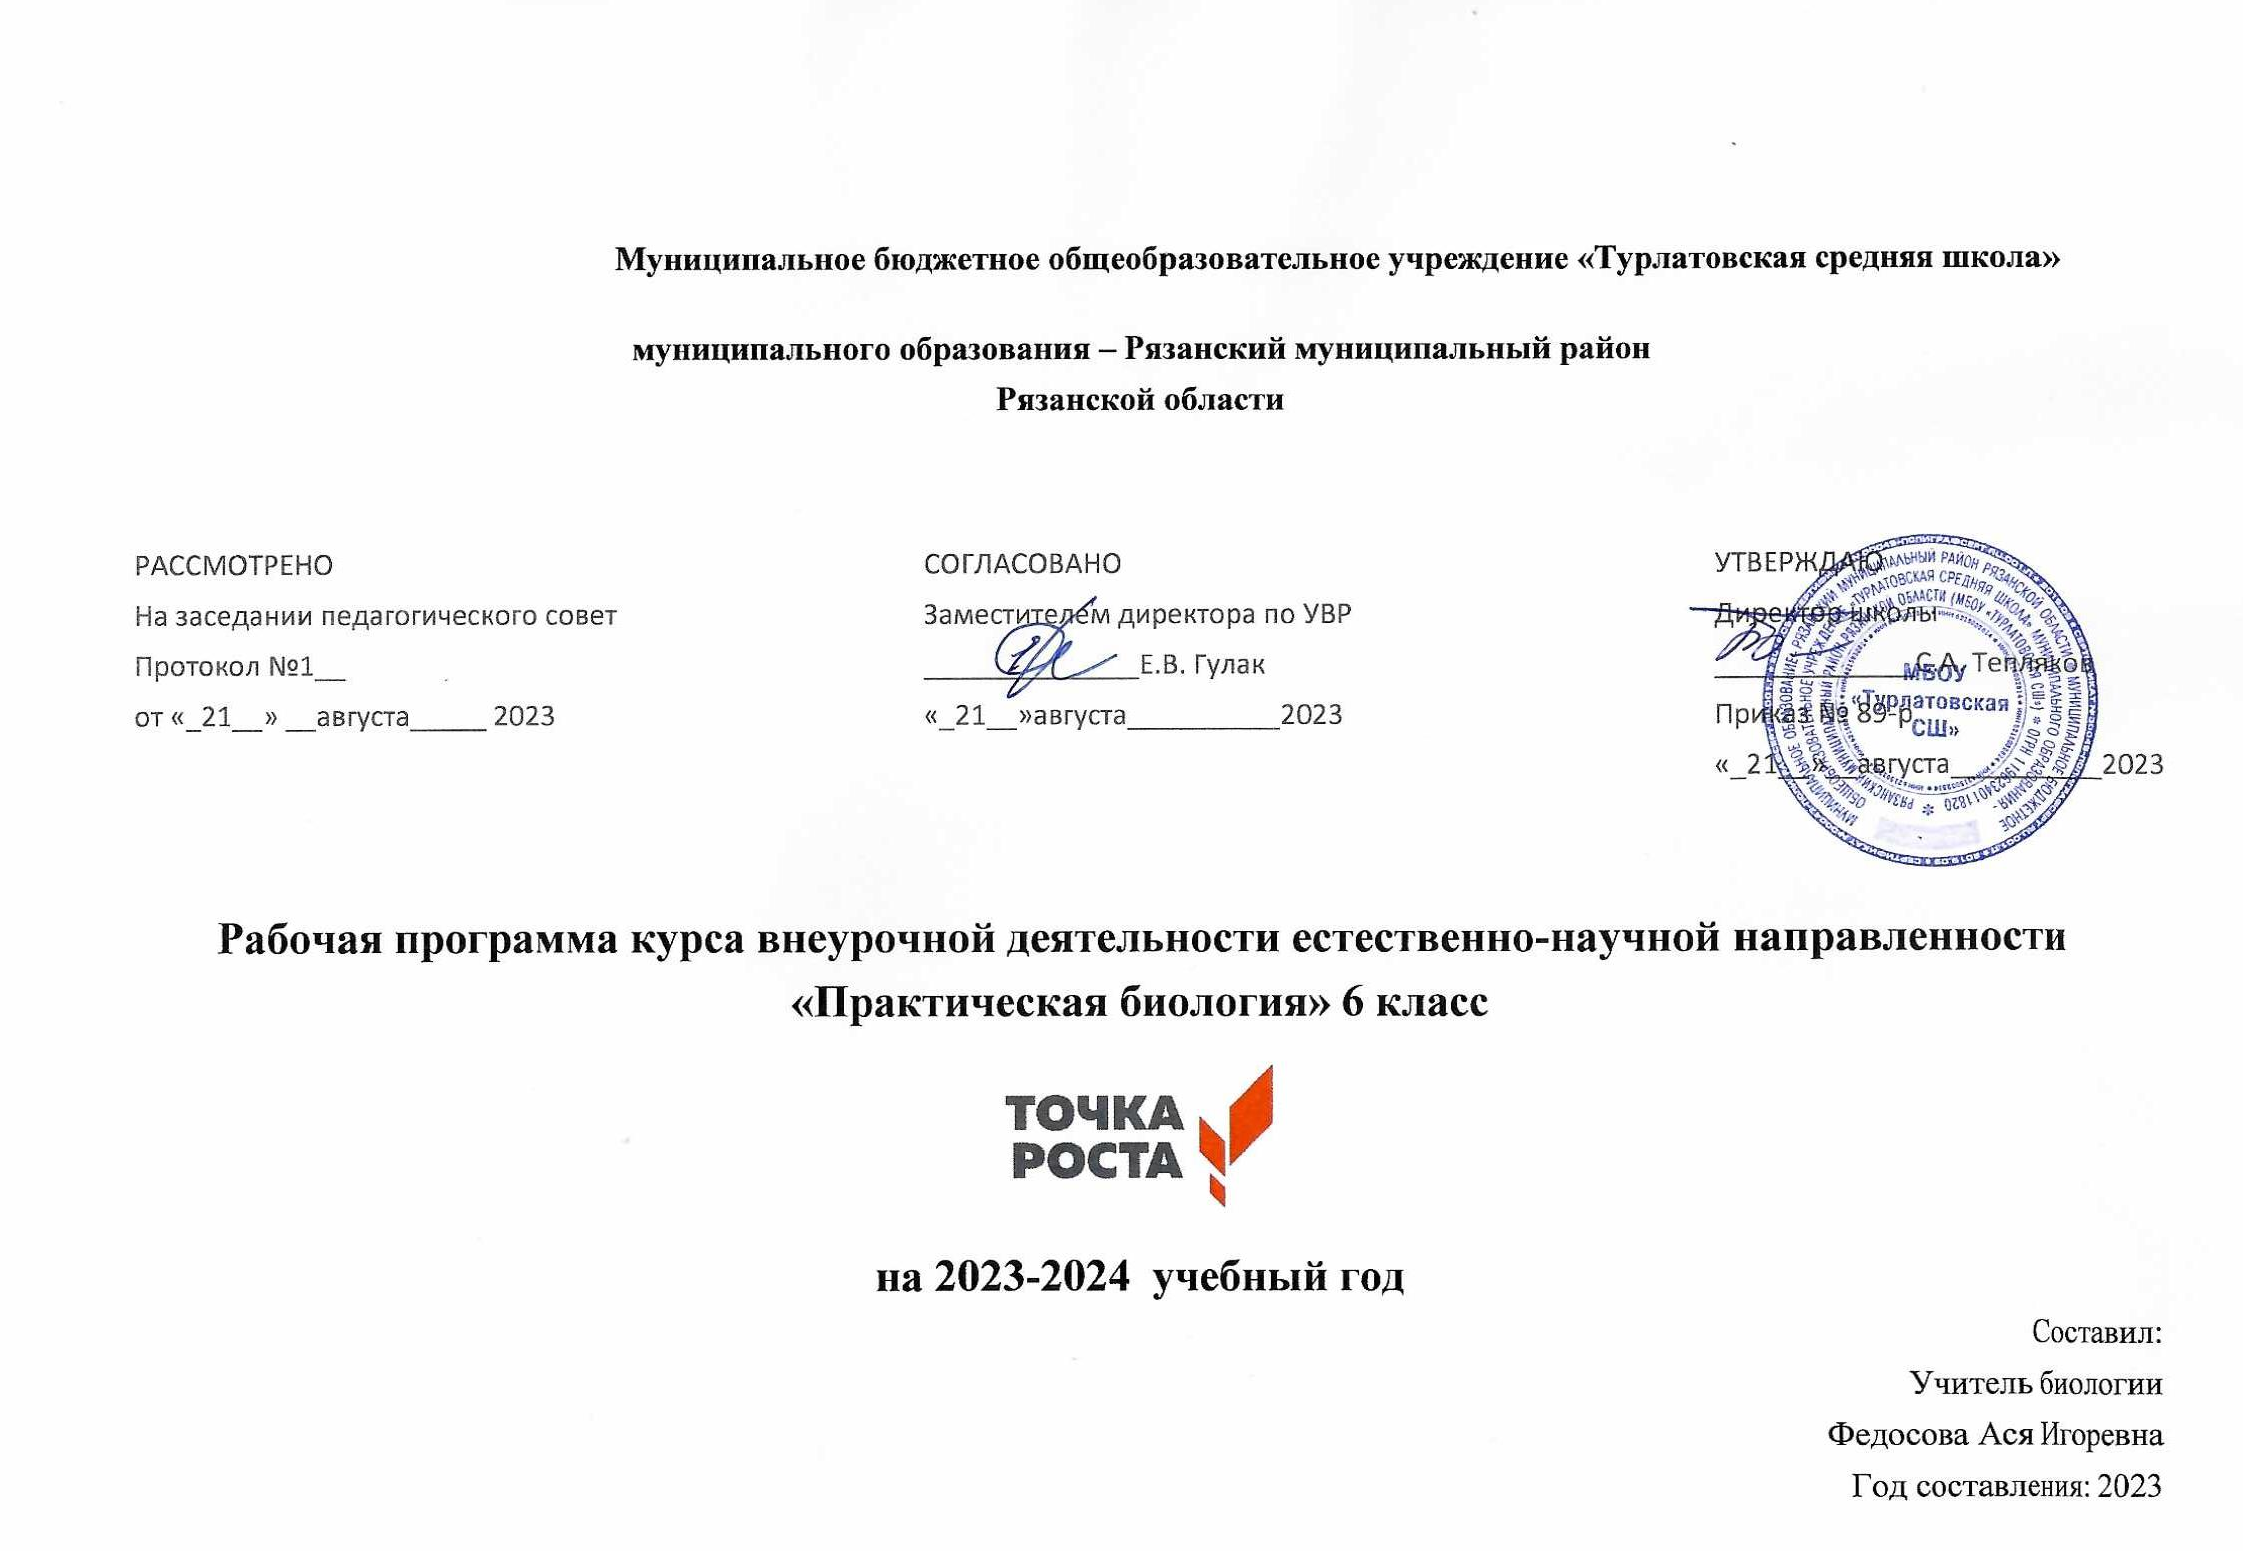 Муниципальное бюджетное общеобразовательное учреждение «Турлатовская средняя школа»
муниципального образования – Рязанский муниципальный район
Рязанской области
РАССМОТРЕНО
На заседании педагогического совет
Протокол №1__
от «_21__» __августа_____ 2023
СОГЛАСОВАНО
Заместителем директора по УВР
______________Е.В. Гулак
«_21__»августа__________2023
УТВЕРЖДАЮ
Директор школы
_____________С.А. Тепляков
Приказ № 89-р
«_21__»__августа__________2023
МБОУ
«Турлатовская
СШ»
Рабочая программа курса внеурочной деятельности естественно-научной направленности
«Практическая биология» 6 класс
ТОЧКА
РОСТА
на 2023-2024 учебный год
Составил:
Учитель биологии
Федосова Ася Игоревна
Год составления: 2023